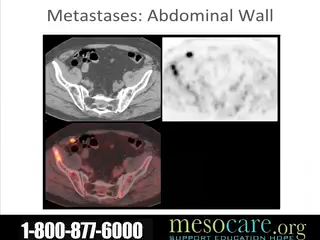 Metastases: Abdominal Wall
1-800-877-6000
mesocare.org
SUPPORT EDUCATION HOPE